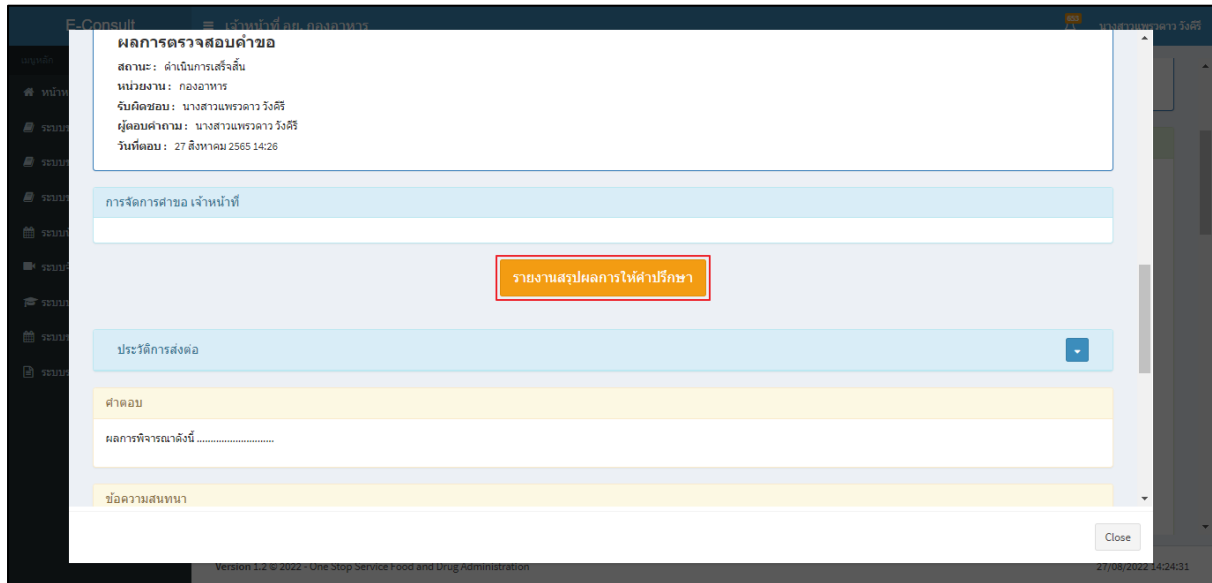 E-Consult
เจ้าหน้าที่ อย. กองอาหาร
นางสาวแพรวดาว วังคีรี
เมนูหลัก
ผลการตรวจสอบคำขอ
สถานะ : ดำเนินการเสร็จสิ้น
หน่วยงาน : กองอาหาร
รับผิดชอบ : นางสาวแพรวดาว วังคีรี
ผู้ตอบคำถาม : นางสาวแพรวดาว วังคีรี
วันที่ตอบ : 27 สิงหาคม 2565 14:26
การจัดการคำขอ เจ้าหน้าที่
รายงานสรุปผลการให้คำปรึกษา
ประวัติการส่งต่อ
คำตอบ
ผลการพิจารณาดังนี้ ............................
ข้อความสนทนา
Close
Version 1.2 © 2022 - One Stop Service Food and Drug Administration
27/08/2022 14:24:31